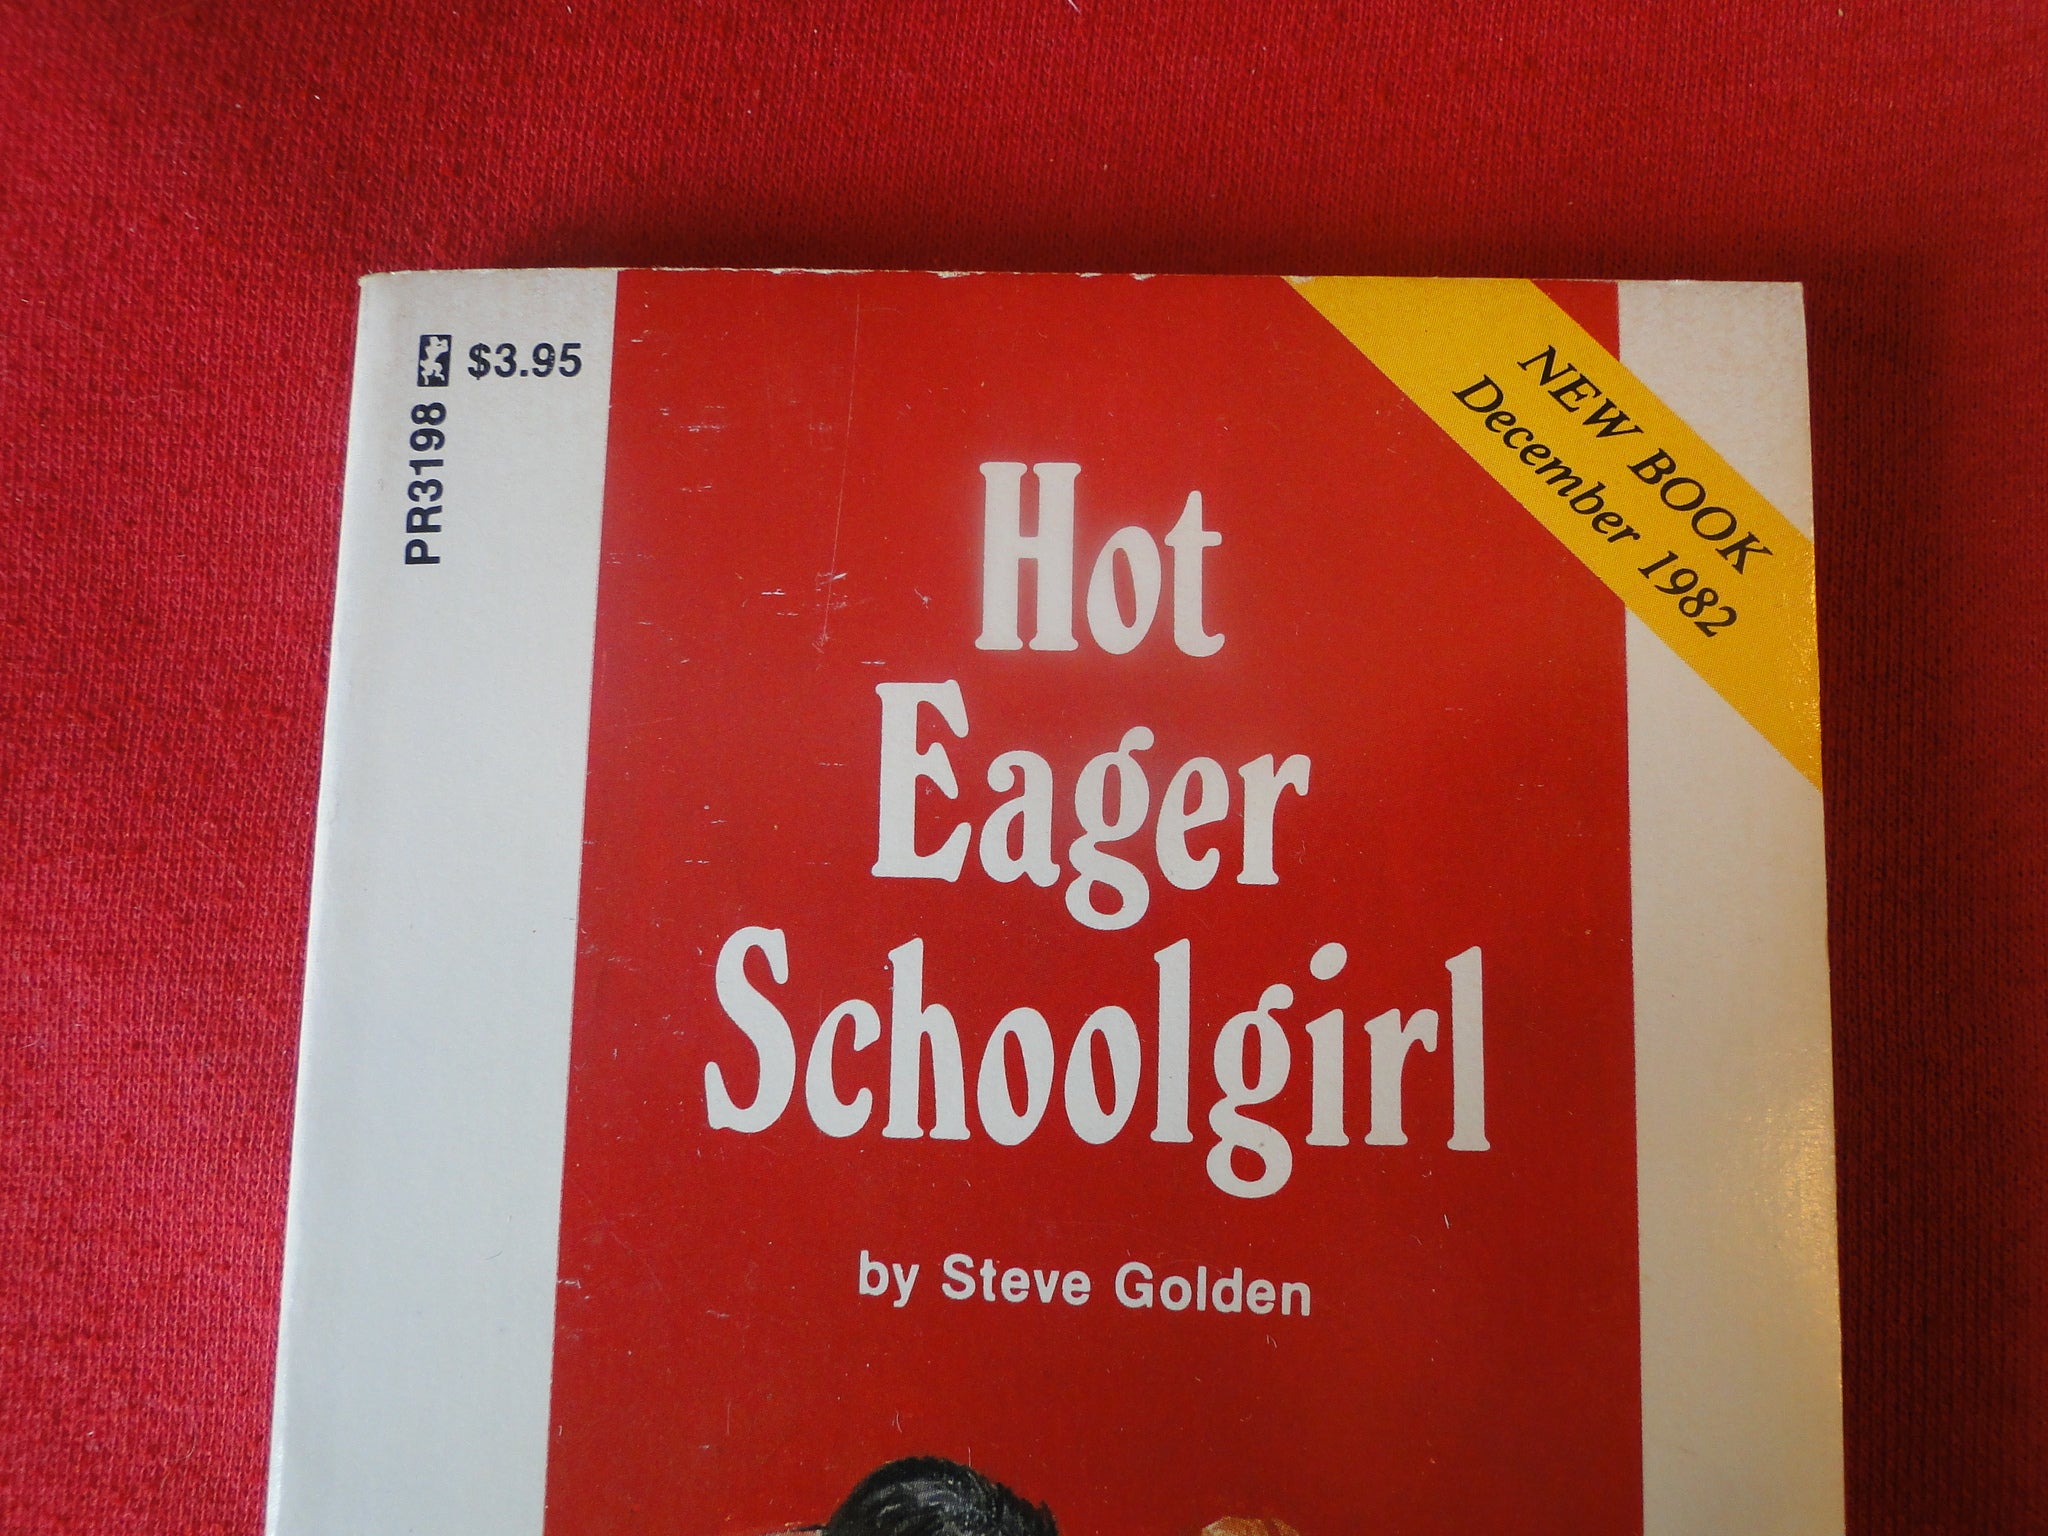 $3.95
PR3198
NEW BOOK
December 1982
Hot
Eager
Schoolgirl
by Steve Golden